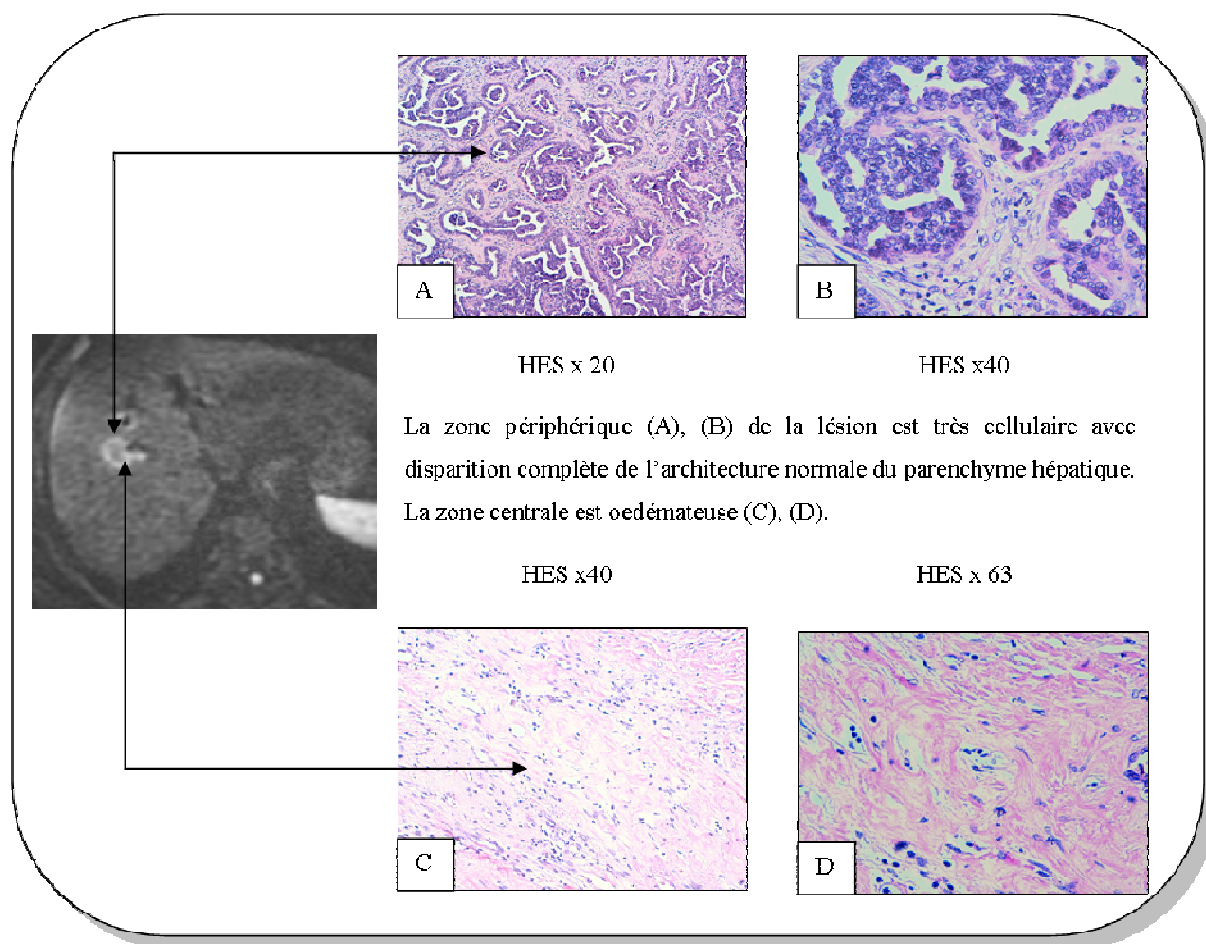 A
B
HES x 20
HES x40
La zone périphérique (A), (B) de la lésion est très cellulaire avec
disparition complète de l'architecture normale du parenchyme hépatique.
La zone centrale est oedémateuse (C), (D).
HES x40
HES x 63
C
D